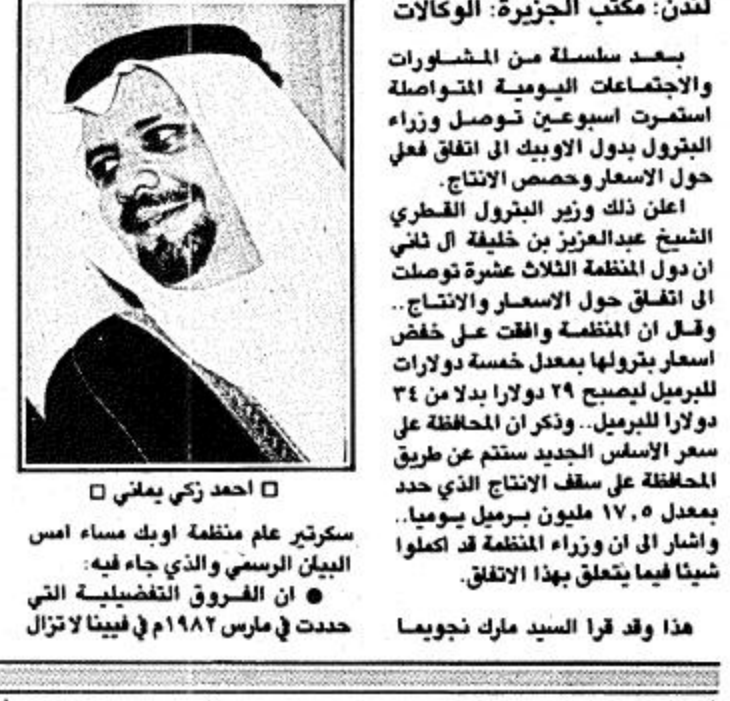 لندن: مكتب الجزيرة: الوكالات
بعد سلسلة من المشاورات
والاجتماعات اليومية المتواصلة
استمرت اسبوعين توصل وزراء
البترول بدول الاوبيك الى اتفاق فعلي
حول الاسعار وحصص الانتاج.
اعلن ذلك وزير البترول القطري
الشيخ عبدالعزيز بن خليفة آل ثاني
ان دول المنظمة الثلاث عشرة توصلت
الى اتفاق حول الاسعار والانتاج..
وقال ان المنظمة وافقت على خفض
اسعار بترولها بمعدل خمسة دولارات
للبرميل ليصبح ٢٩ دولارا بدلا من ٣٤
دولارا للبرميل.. وذكر ان المحافظة على
سعر الاساس الجديد ستتم عن طريق
المحافظة على سقف الانتاج الذي حدد
بمعدل ١٧,٥ مليون برميل يوميا..
واشار الى ان وزراء المنظمة قد اكملوا
شيئا فيما يتعلق بهذا الاتفاق.
هذا وقد قرأ السيد مارك نجويما
□ احمد زكي يماني □
سكرتير عام منظمة اوبك مساء امس
البيان الرسمي والذي جاء فيه:
● ان الفروق التفضيلية التي
حددت في مارس ١٩٨٢م في فيينا لا تزال